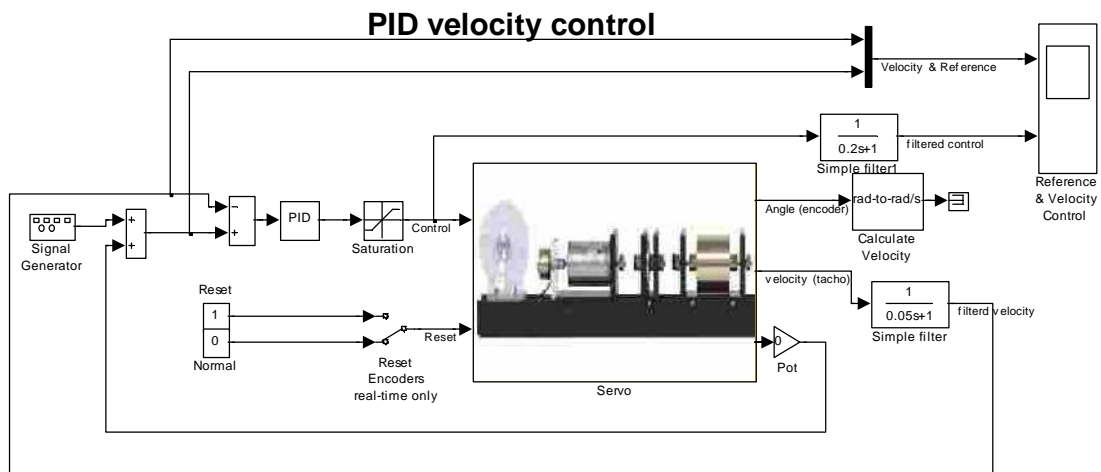 PID velocity control
Velocity & Reference
1
0.2s+1
Simple filter1
filtered control
Reference
& Velocity
Control
Signal
Generator
+
+
−
+
PID
Saturation
Control
Angle (encoder)
rad-to-rad/s
Calculate
Velocity
velocity (tacho)
1
0.05s+1
Simple filter
filterd velocity
Reset
1
0
Normal
Reset
Encoders
real-time only
Reset
Servo
0
Pot